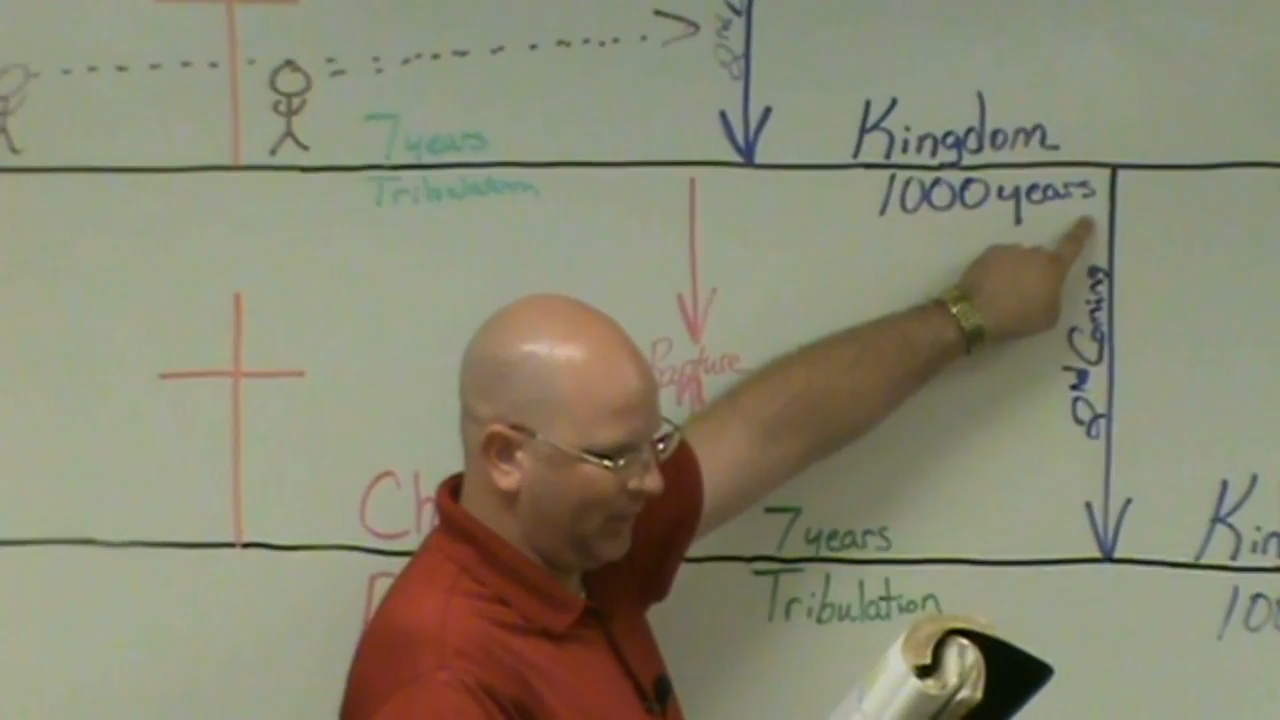 2nd
7 years
Kingdom
Tribulation
1000 years
Rapture
2nd Coming
Ch
7 years
Kin
Tribulation
100